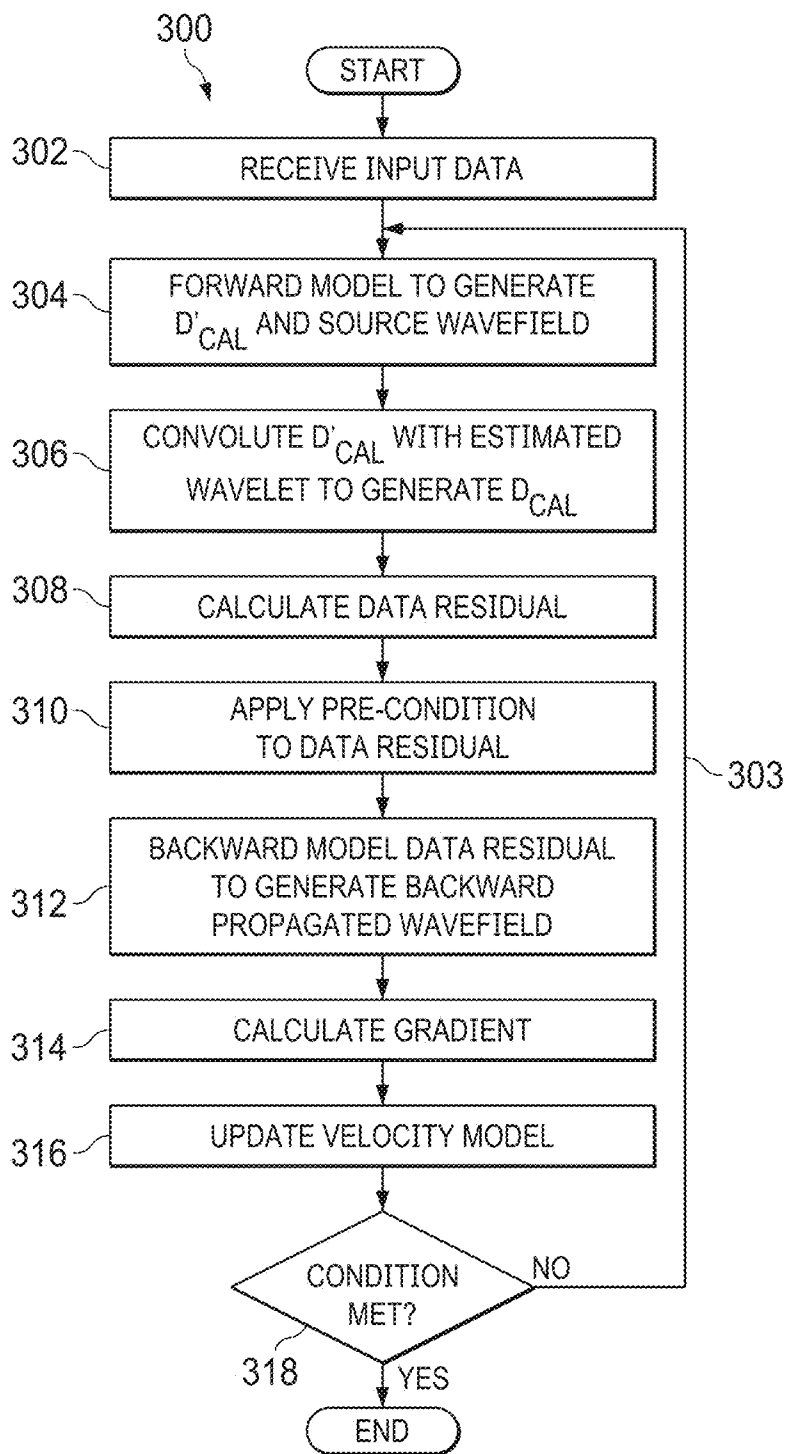 300
START
302
RECEIVE INPUT DATA
304
FORWARD MODEL TO GENERATE
D'CAL AND SOURCE WAVEFIELD
306
CONVOLUTE D'CAL WITH ESTIMATED
WAVELET TO GENERATE DCAL
308
CALCULATE DATA RESIDUAL
310
APPLY PRE-CONDITION
TO DATA RESIDUAL
303
312
BACKWARD MODEL DATA RESIDUAL
TO GENERATE BACKWARD
PROPAGATED WAVEFIELD
314
CALCULATE GRADIENT
316
UPDATE VELOCITY MODEL
CONDITION
MET?
NO
318
YES
END